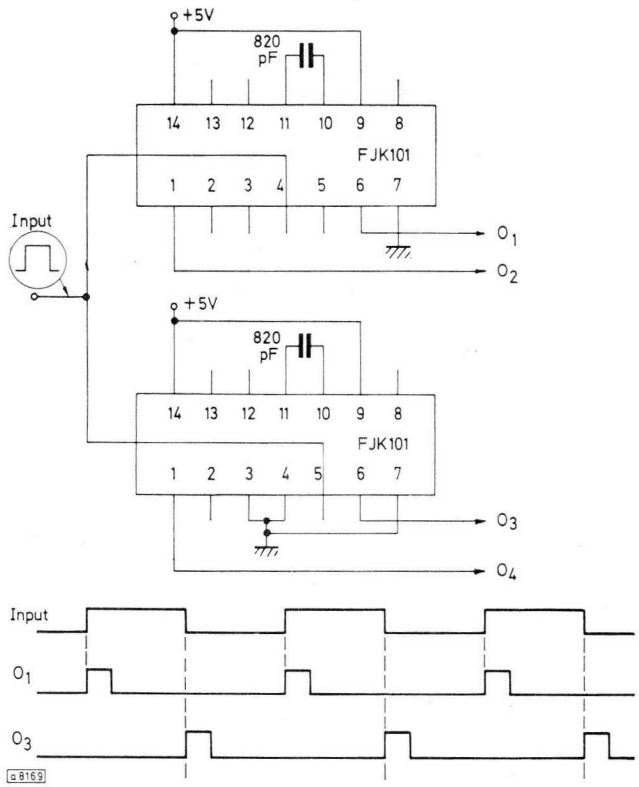 +5V
820
pF
14 13 12 11 10 9 8
FJK101
1 2 3 4 5 6 7
Input
O1
O2
+5V
820
pF
14 13 12 11 10 9 8
FJK101
1 2 3 4 5 6 7
O3
O4
Input
O1
O3
a8169